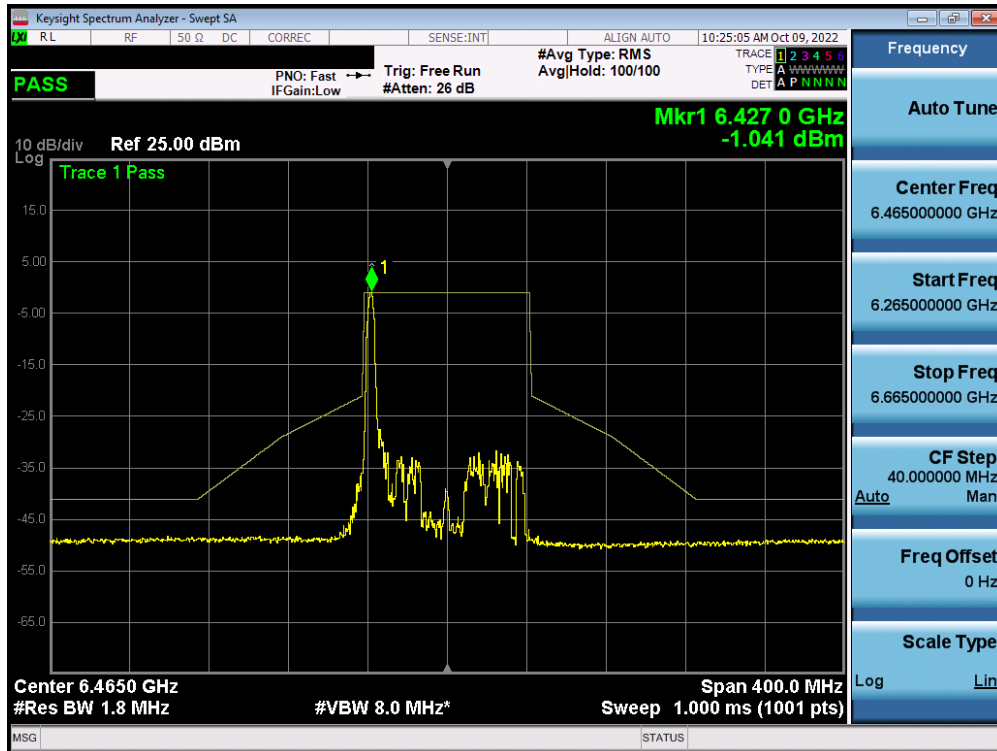 Keysight Spectrum Analyzer - Swept SA
LXI RL RF 50 Ω DC CORREC SENSE:INT ALIGN AUTO 10:25:05 AM Oct 09, 2022
PASS
PNO: Fast
IFGain:Low
Trig: Free Run
#Atten: 26 dB
#Avg Type: RMS
Avg|Hold: 100/100
TRACE 1 2 3 4 5 6
TYPE A WWWWW
DET A P N N N N
Mkr1 6.427 0 GHz
-1.041 dBm
10 dB/div Ref 25.00 dBm
Log
Trace 1 Pass
15.0
5.00
-5.00
-15.0
-25.0
-35.0
-45.0
-55.0
-65.0
1
Center 6.4650 GHz Span 400.0 MHz
#Res BW 1.8 MHz #VBW 8.0 MHz* Sweep 1.000 ms (1001 pts)
MSG STATUS
Frequency
Auto Tune
Center Freq
6.465000000 GHz
Start Freq
6.265000000 GHz
Stop Freq
6.665000000 GHz
CF Step
40.000000 MHz
Auto Man
Freq Offset
0 Hz
Scale Type
Log Lin